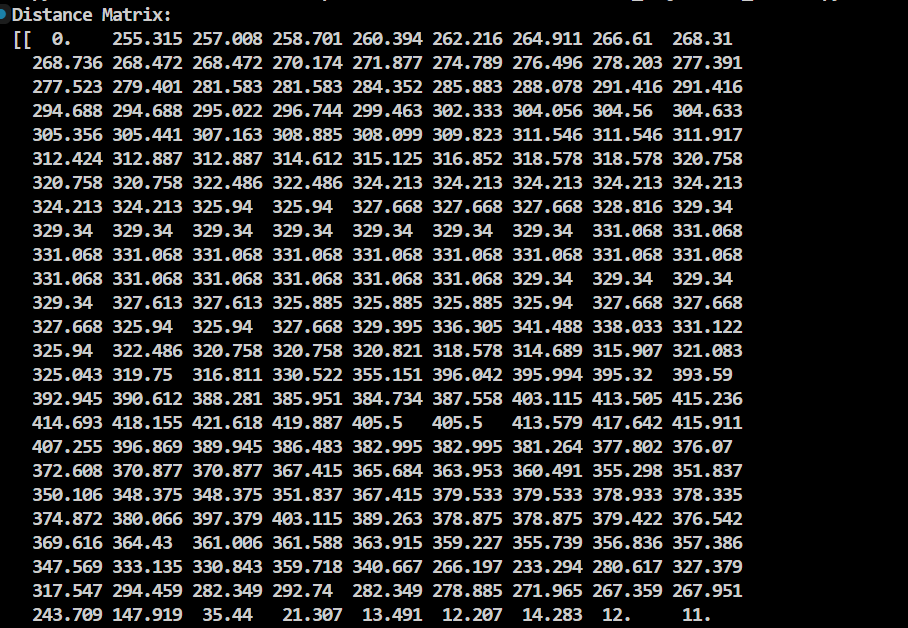 Distance Matrix:
[[  0.    255.315 257.008 258.701 260.394 262.216 264.911 266.61  268.31
268.736 268.472 268.472 270.174 271.877 274.789 276.496 278.203 277.391
277.523 279.401 281.583 281.583 284.352 285.883 288.078 291.416 291.416
294.688 294.688 295.022 296.744 299.463 302.333 304.056 304.56  304.633
305.356 305.441 307.163 308.885 308.099 309.823 311.546 311.546 311.917
312.424 312.887 312.887 314.612 315.125 316.852 318.578 318.578 320.758
320.758 320.758 322.486 322.486 324.213 324.213 324.213 324.213 324.213
324.213 324.213 325.94  325.94  327.668 327.668 327.668 328.816 329.34
329.34  329.34  329.34  329.34  329.34  329.34  329.34  331.068 331.068
331.068 331.068 331.068 331.068 331.068 331.068 331.068 331.068 331.068
331.068 331.068 331.068 331.068 331.068 331.068 329.34  329.34  329.34
329.34  327.613 327.613 325.885 325.885 325.885 325.94  327.668 327.668
327.668 325.94  325.94  327.668 329.395 336.305 341.488 338.033 331.122
325.94  322.486 320.758 320.758 320.821 318.578 314.689 315.907 321.083
325.043 319.75  316.811 330.522 355.151 396.042 395.994 395.32  393.59
392.945 390.612 388.281 385.951 384.734 387.558 403.115 413.505 415.236
414.693 418.155 421.618 419.887 405.5   405.5   413.579 417.642 415.911
407.255 396.869 389.945 386.483 382.995 382.995 381.264 377.802 376.07
372.608 370.877 370.877 367.415 365.684 363.953 360.491 355.298 351.837
350.106 348.375 348.375 351.837 367.415 379.533 379.533 378.933 378.335
374.872 380.066 397.379 403.115 389.263 378.875 378.875 379.422 376.542
369.616 364.43  361.006 361.588 363.915 359.227 355.739 356.836 357.386
347.569 333.135 330.843 359.718 340.667 266.197 233.294 280.617 327.379
317.547 294.459 282.349 292.74  282.349 278.885 271.965 267.359 267.951
243.709 147.919  35.44   21.307  13.491  12.207  14.283  12.     11.